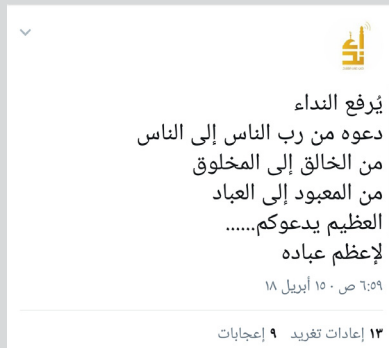 نداء
يُرفع النداء
دعوه من رب الناس إلى الناس
من الخالق إلى المخلوق
من المعبود إلى العباد
العظيم يدعوكم......
لإعظم عباده
٦:٥٩ ص · ١٥ أبريل ١٨
١٣ إعادات تغريد ٩ إعجابات